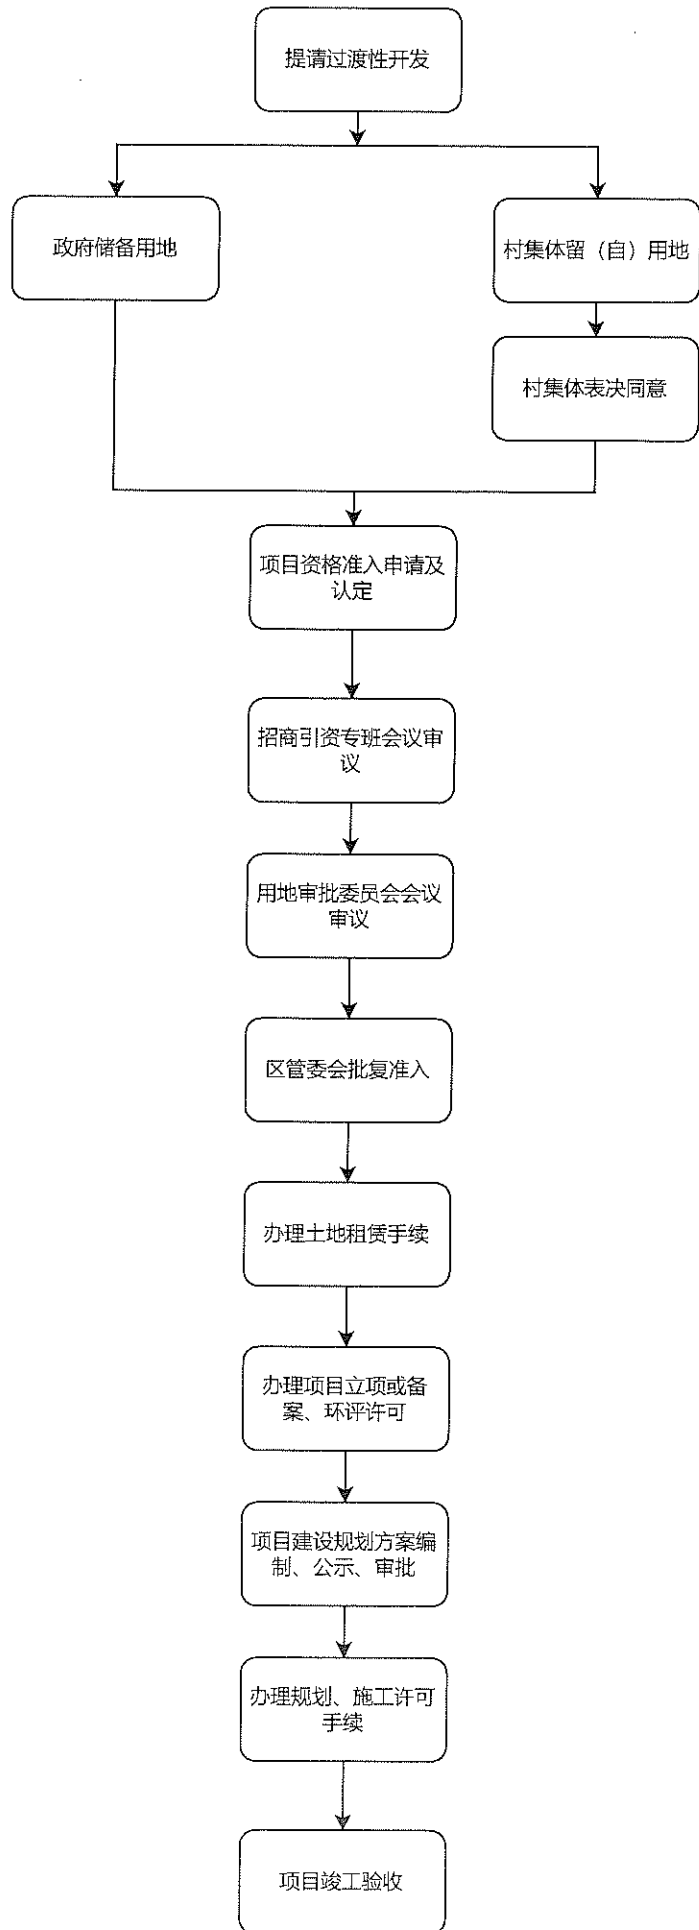 提请过渡性开发
政府储备用地
村集体留（自）用地
村集体表决同意
项目资格准入申请及
认定
招商引资专班会议审
议
用地审批委员会会议
审议
区管委会批复准入
办理土地租赁手续
办理项目立项或备
案、环评许可
项目建设规划方案编
制、公示、审批
办理规划、施工许可
手续
项目竣工验收